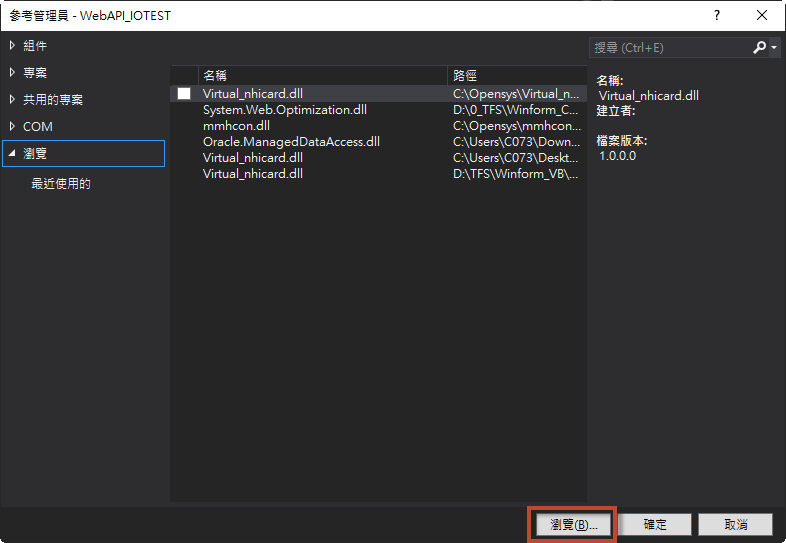 參考管理員 - WebAPI_IOTEST ?
組件
專案
共用的專案
COM
瀏覽
最近使用的
名稱 路徑
Virtual_nhicard.dll C:\Opensys\Virtual_n...
System.Web.Optimization.dll D:\0_TFS\Winform_C...
mmhcon.dll C:\Opensys\mmhcon...
Oracle.ManagedDataAccess.dll C:\Users\C073\Down...
Virtual_nhicard.dll C:\Users\C073\Deskt...
Virtual_nhicard.dll D:\TFS\Winform_VB\...
搜尋 (Ctrl+E)
名稱:
Virtual_nhicard.dll
建立者:
檔案版本:
1.0.0.0
瀏覽(B)... 確定 取消